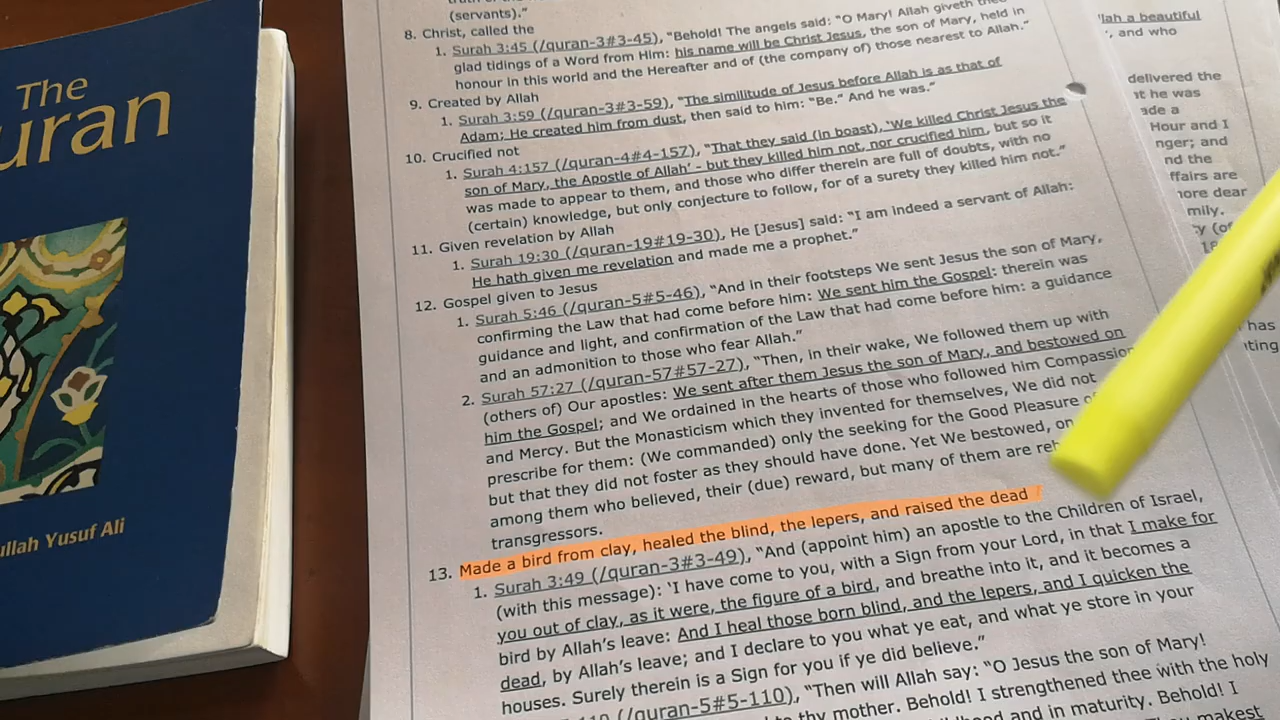 The
uran
ullah Yusuf Ali
(servants)."
8. Christ, called the
1. Surah 3:45 (/quran-3#3-45), "Behold! The angels said: "O Mary! Allah giveth
glad tidings of a Word from Him: his name will be Christ Jesus, the son of Mary, held in
honour in this world and the Hereafter and of (the company of) those nearest to Allah."
9. Created by Allah
1. Surah 3:59 (/quran-3#3-59), "The similitude of Jesus before Allah is as that of
Adam; He created him from dust, then said to him: "Be." And he was."
10. Crucified not
1. Surah 4:157 (/quran-4#4-157), "That they said (in boast), 'We killed Christ Jesus the
son of Mary, the Apostle of Allah' – but they killed him not, nor crucified him, but so it
was made to appear to them, and those who differ therein are full of doubts, with no
(certain) knowledge, but only conjecture to follow, for of a surety they killed him not."
11. Given revelation by Allah
1. Surah 19:30 (/quran-19#19-30), He [Jesus] said: "I am indeed a servant of Allah:
He hath given me revelation and made me a prophet."
12. Gospel given to Jesus
1. Surah 5:46 (/quran-5#5-46), "And in their footsteps We sent Jesus the son of Mary,
confirming the Law that had come before him: We sent him the Gospel: therein was
guidance and light, and confirmation of the Law that had come before him: a guidance
and an admonition to those who fear Allah."
2. Surah 57:27 (/quran-57#57-27), "Then, in their wake, We followed them up with
(others of) Our apostles: We sent after them Jesus the son of Mary, and bestowed on
him the Gospel; and We ordained in the hearts of those who followed him Compassion
and Mercy. But the Monasticism which they invented for themselves, We did not
prescribe for them: (We commanded) only the seeking for the Good Pleasure
but that they did not foster as they should have done. Yet We bestowed, on
among them who believed, their (due) reward, but many of them are
transgressors.
13. Made a bird from clay, healed the blind, the lepers, and raised the dead
1. Surah 3:49 (/quran-3#3-49), "And (appoint him) an apostle to the Children of Israel,
(with this message): 'I have come to you, with a Sign from your Lord, in that I make for
you out of clay, as it were, the figure of a bird, and breathe into it, and it becomes a
bird by Allah's leave: And I heal those born blind, and the lepers, and I quicken the
dead, by Allah's leave; and I declare to you what ye eat, and what ye store in your
houses. Surely therein is a Sign for you if ye did believe."
(/quran-5#5-110), "Then will Allah say: "O Jesus the son of Mary!
to thy mother. Behold! I strengthened thee with the holy
and in maturity. Behold! I
makest
lah a beautiful
, and who
delivered the
he was
ade a
Hour and I
nger; and
nd the
ffairs are
ore dear
mily.
(of
has
iting